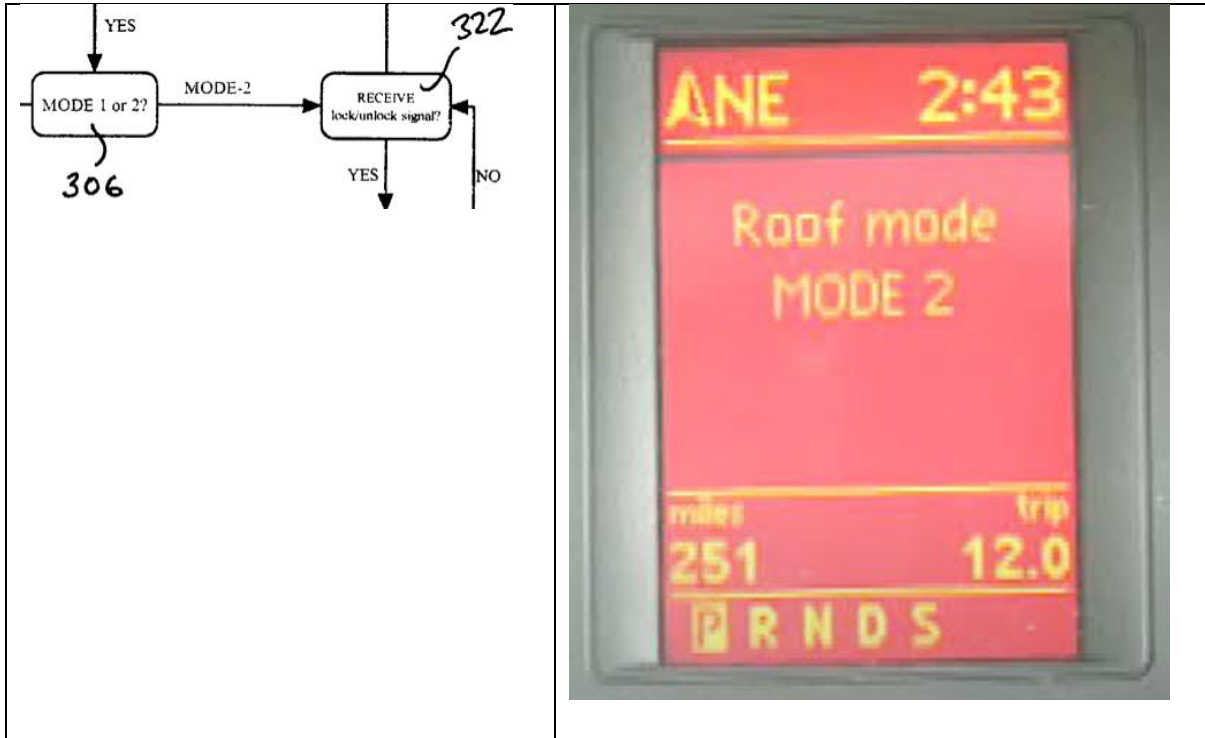 YES
322
MODE 1 or 2?
MODE-2
RECEIVE
lock/unlock signal?
306
YES
NO
NE 2:43
Roof mode
MODE 2
miles trip
251 12.0
P R N D S